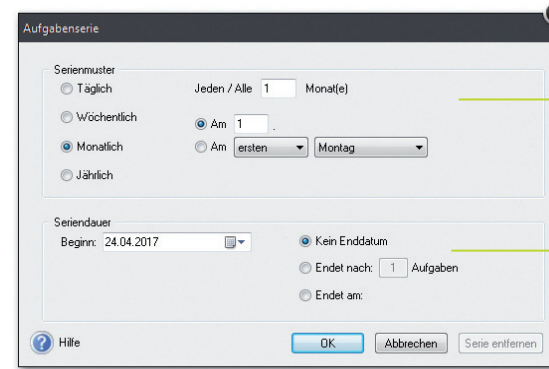 Aufgabenserie
Serienmuster
Täglich
Jeden / Alle 1 Monat(e)
Wöchentlich
Am 1 .
Monatlich
Am ersten Montag
Jährlich
Seriendauer
Beginn: 24.04.2017
Kein Enddatum
Endet nach: 1 Aufgaben
Endet am:
Hilfe
OK Abbrechen Serie entfernen